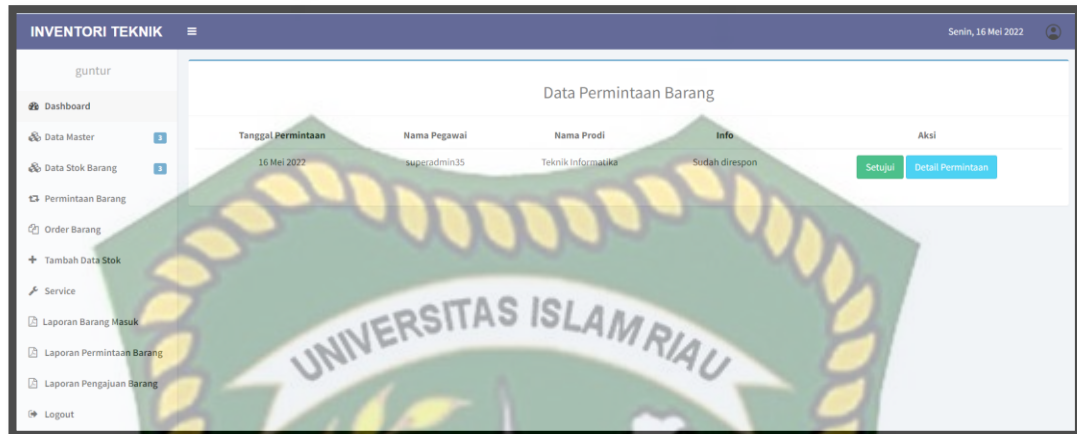 INVENTORI TEKNIK
Senin, 16 Mei 2022
guntur
Dashboard
Data Master 3
Data Stok Barang 3
Permintaan Barang
Order Barang
Tambah Data Stok
Service
Laporan Barang Masuk
Laporan Permintaan Barang
Laporan Pengajuan Barang
Logout
Data Permintaan Barang
Tanggal Permintaan Nama Pegawai Nama Prodi Info Aksi
16 Mei 2022 superadmin35 Teknik Informatika Sudah direspon Setujui Detail Permintaan
UNIVERSITAS ISLAM RIAU